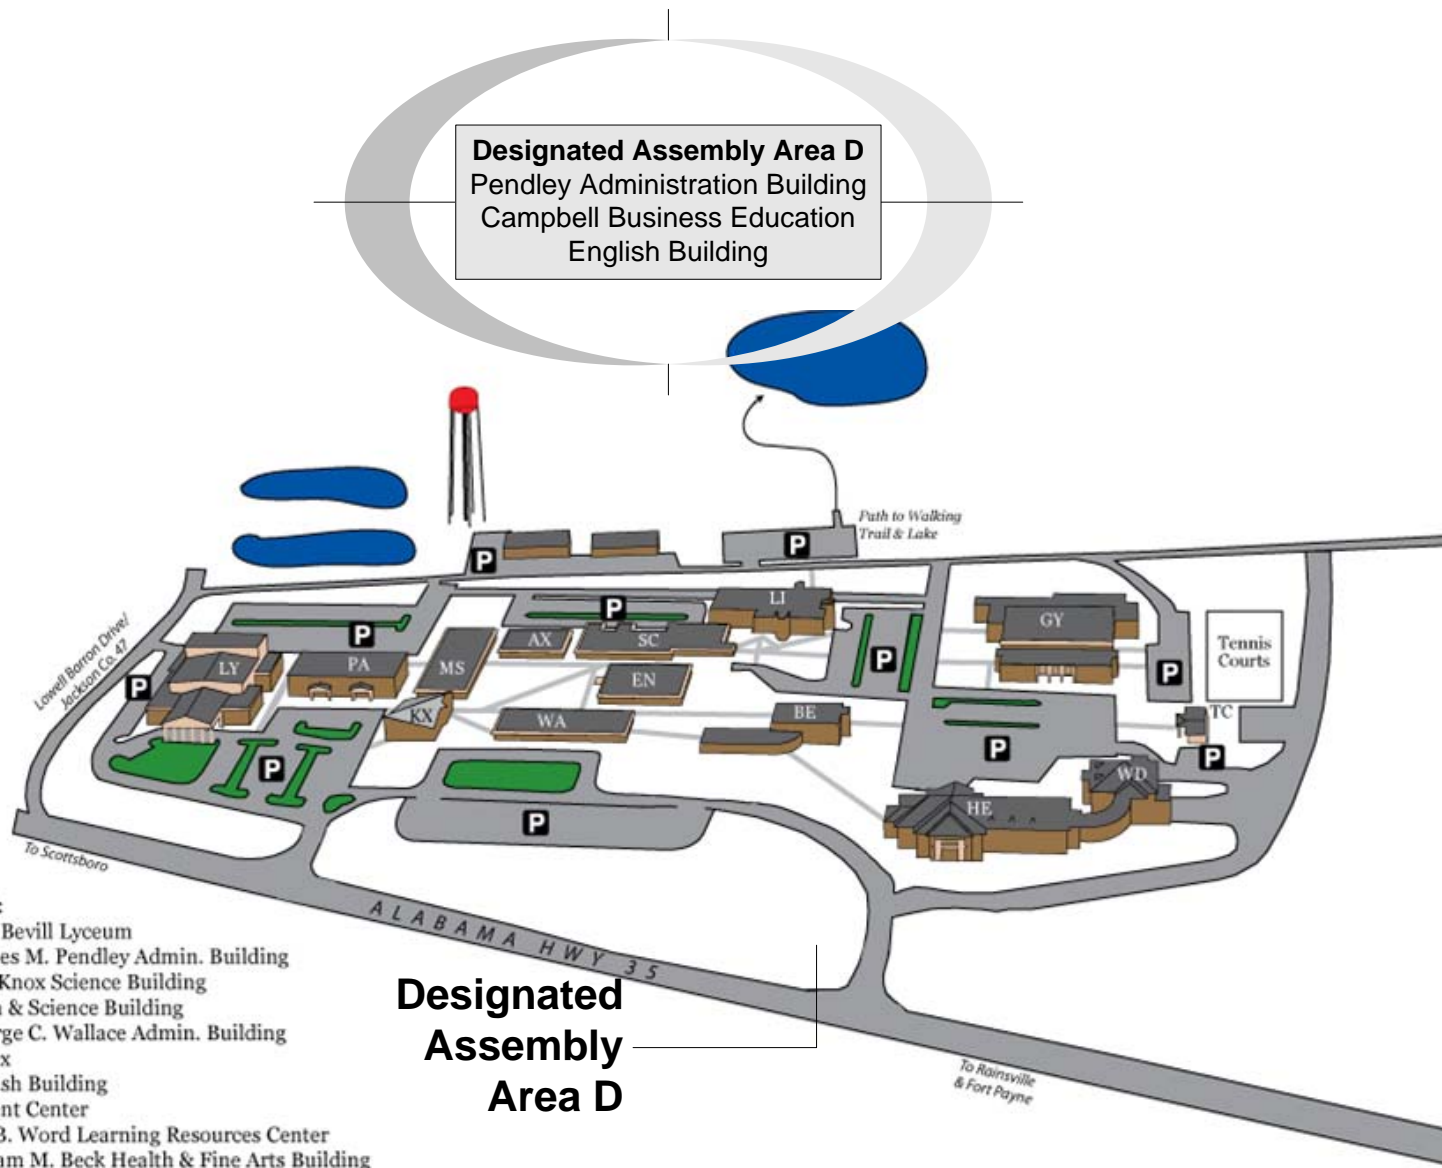 Designated Assembly Area D
Pendley Administration Building
Campbell Business Education
English Building
Path to Walking
Trail & Lake
P
P
P
P
P
P
P
P
P
P
P
LI
GY
AX
SC
LY
PA
MS
EN
KX
WA
BE
TC
WD
HE
Tennis
Courts
Lowell Barron Drive/
Jackson Co. 47
To Scottsboro
ALABAMA HWY 35
To Rainsville
& Fort Payne
Designated
Assembly
Area D
Bevill Lyceum
es M. Pendley Admin. Building
Knox Science Building
& Science Building
rge C. Wallace Admin. Building
x
sh Building
nt Center
B. Word Learning Resources Center
am M. Beck Health & Fine Arts Building